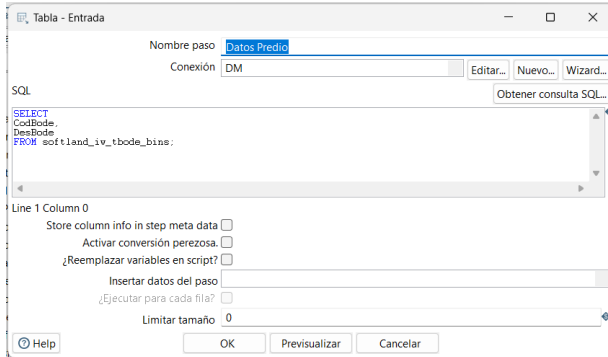 Tabla - Entrada
Nombre paso Datos Predio
Conexión DM Editar... Nuevo... Wizard...
SQL Obtener consulta SQL...
SELECT
CodBode,
DesBode
FROM softland_iv_tbode_bins;
Line 1 Column 0
Store column info in step meta data
Activar conversión perezosa.
¿Reemplazar variables en script?
Insertar datos del paso
¿Ejecutar para cada fila?
Limitar tamaño 0
Help OK Previsualizar Cancelar